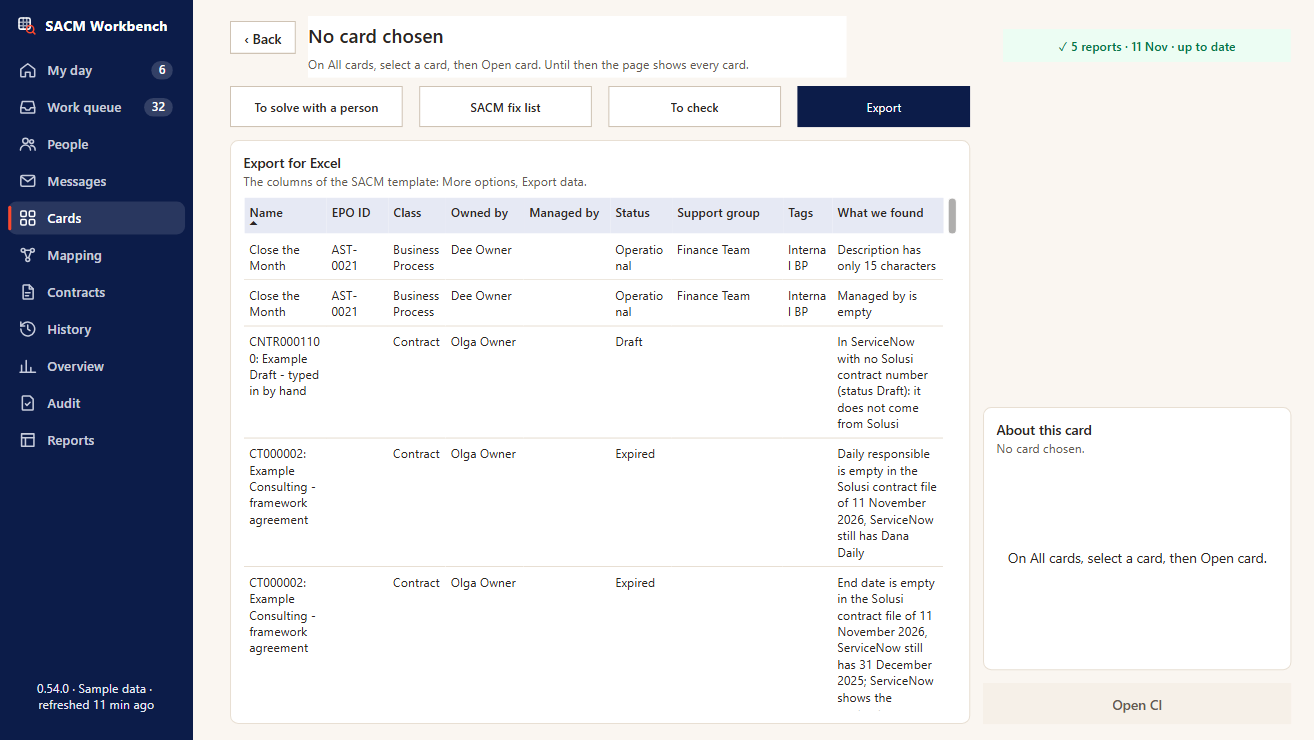 SACM Workbench
My day 6
Work queue 32
People
Messages
Cards
Mapping
Contracts
History
Overview
Audit
Reports
0.54.0 · Sample data ·
refreshed 11 min ago
‹ Back
No card chosen
On All cards, select a card, then Open card. Until then the page shows every card.
✓ 5 reports · 11 Nov · up to date
To solve with a person
SACM fix list
To check
Export
Export for Excel
The columns of the SACM template: More options, Export data.
Name EPO ID Class Owned by Managed by Status Support group Tags What we found
Close the AST- Business Dee Owner Operatio Finance Team Interna Description has
Month 0021 Process nal l BP only 15 characters
Close the AST- Business Dee Owner Operatio Finance Team Interna Managed by is
Month 0021 Process nal l BP empty
CNTR000110 Contract Olga Owner Draft In ServiceNow
0: Example with no Solusi
Draft - typed contract number
in by hand (status Draft): it
does not come
from Solusi
CT000002: Contract Olga Owner Expired Daily responsible
Example is empty in the
Consulting - Solusi contract file
framework of 11 November
agreement 2026, ServiceNow
still has Dana
Daily
CT000002: Contract Olga Owner Expired End date is empty
Example in the Solusi
Consulting - contract file of 11
framework November 2026,
agreement ServiceNow still
has 31 December
2025; ServiceNow
shows the
About this card
No card chosen.
On All cards, select a card, then Open card.
Open CI